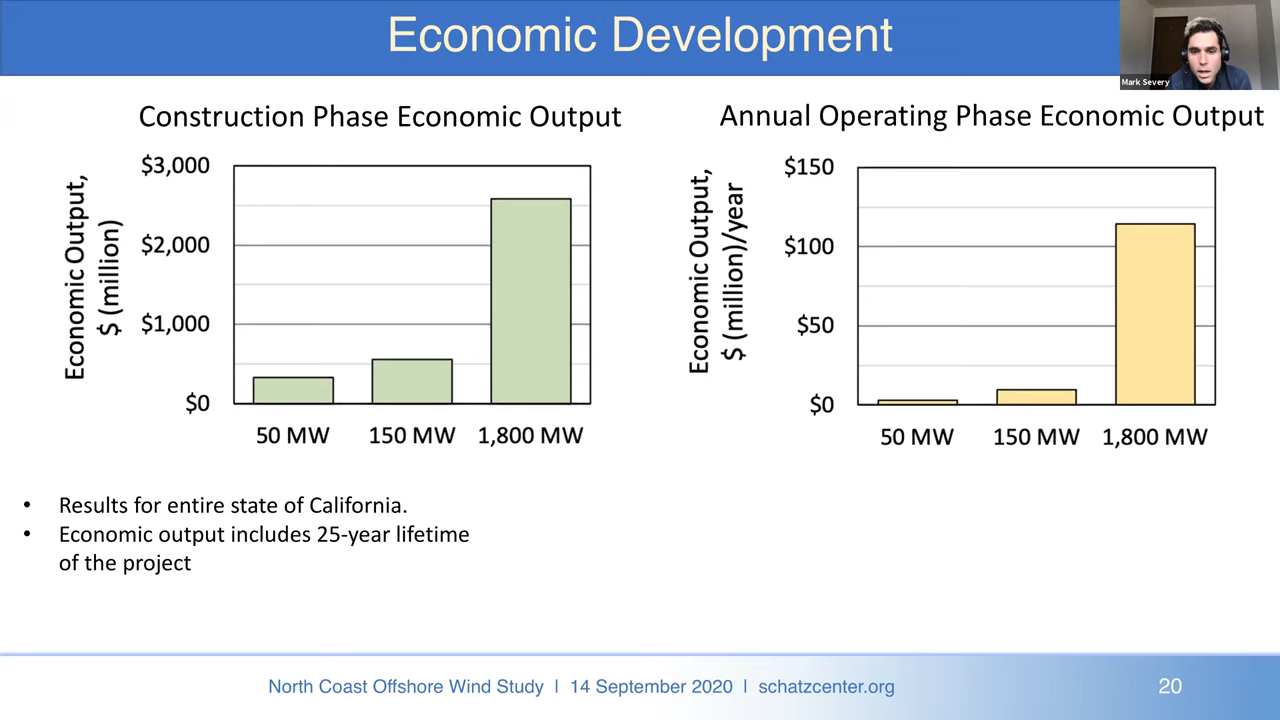 Economic Development
Mark Severy
Construction Phase Economic Output
Economic Output,
$ (million)
$3,000
$2,000
$1,000
$0
50 MW 150 MW 1,800 MW
Annual Operating Phase Economic Output
Economic Output,
$ (million)/year
$150
$100
$50
$0
50 MW 150 MW 1,800 MW
• Results for entire state of California.
• Economic output includes 25-year lifetime
of the project
North Coast Offshore Wind Study | 14 September 2020 | schatzcenter.org
20